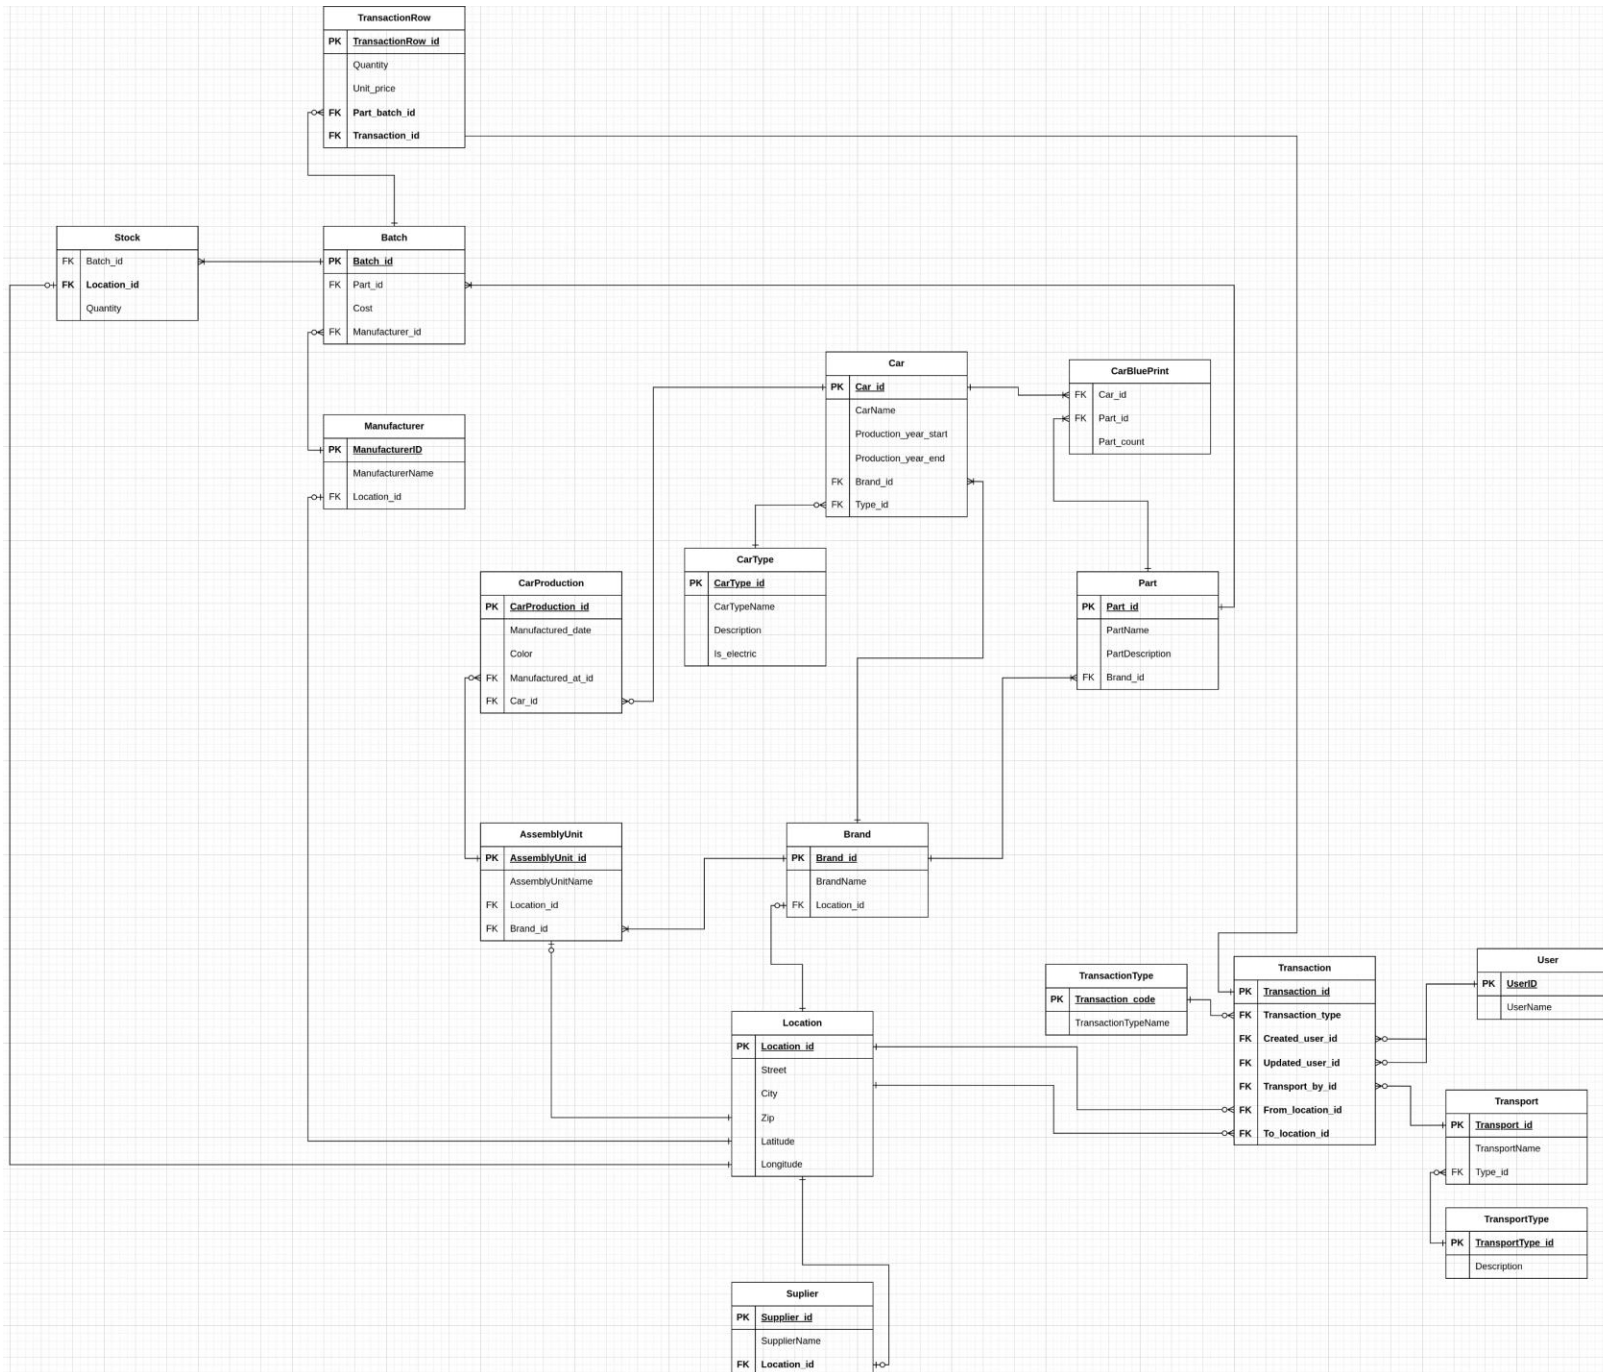 TransactionRow
PK TransactionRow_id
Quantity
Unit_price
FK Part_batch_id
FK Transaction_id
Stock
FK Batch_id
FK Location_id
Quantity
Batch
PK Batch_id
FK Part_id
Cost
FK Manufacturer_id
Manufacturer
PK ManufacturerID
ManufacturerName
FK Location_id
Car
PK Car_id
CarName
Production_year_start
Production_year_end
FK Brand_id
FK Type_id
CarBluePrint
FK Car_id
FK Part_id
Part_count
CarType
PK CarType_id
CarTypeName
Description
Is_electric
CarProduction
PK CarProduction_id
Manufactured_date
Color
FK Manufactured_at_id
FK Car_id
Part
PK Part_id
PartName
PartDescription
FK Brand_id
AssemblyUnit
PK AssemblyUnit_id
AssemblyUnitName
FK Location_id
FK Brand_id
Brand
PK Brand_id
BrandName
FK Location_id
TransactionType
PK Transaction_code
TransactionTypeName
Transaction
PK Transaction_id
FK Transaction_type
FK Created_user_id
FK Updated_user_id
FK Transport_by_id
FK From_location_id
FK To_location_id
User
PK UserID
UserName
Location
PK Location_id
Street
City
Zip
Latitude
Longitude
Transport
PK Transport_id
TransportName
FK Type_id
TransportType
PK TransportType_id
Description
Suplier
PK Supplier_id
SupplierName
FK Location_id